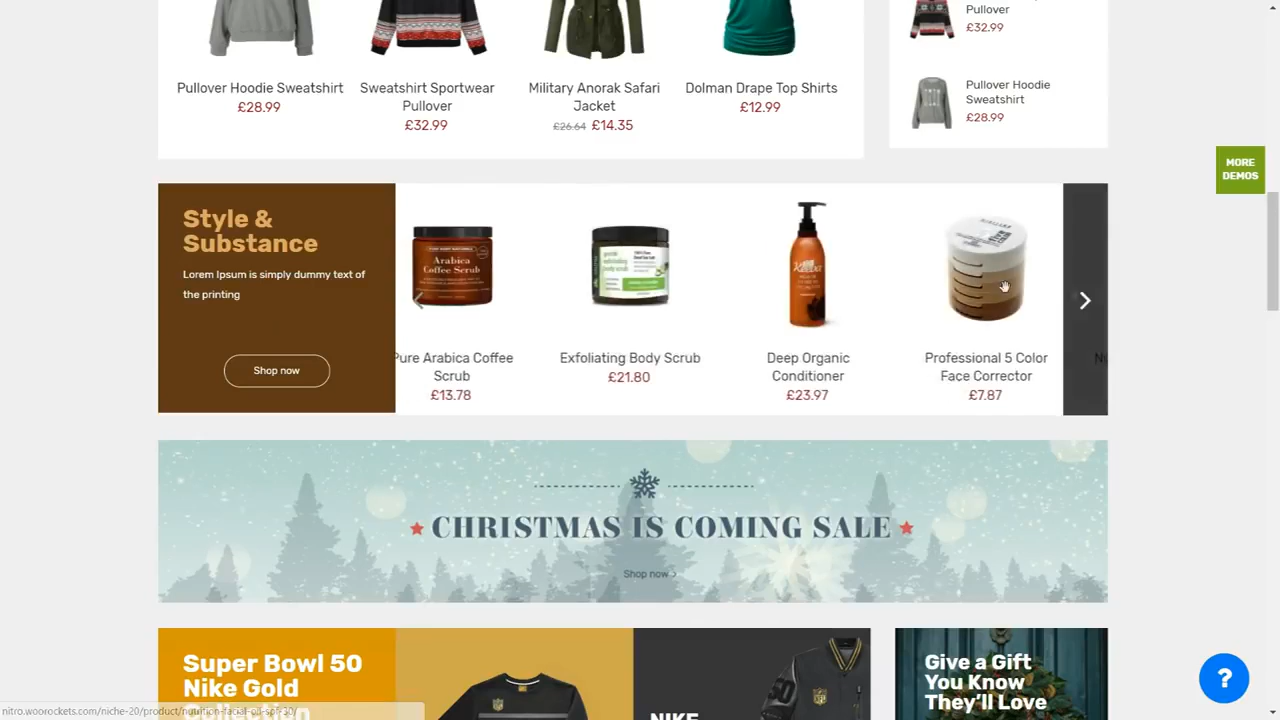 Pullover
£32.99
Pullover Hoodie Sweatshirt
£28.99
Sweatshirt Sportwear
Pullover
£32.99
Military Anorak Safari
Jacket
£26.64 £14.35
Dolman Drape Top Shirts
£12.99
Pullover Hoodie
Sweatshirt
£28.99
MORE
DEMOS
Style &
Substance
Lorem Ipsum is simply dummy text of
the printing
Shop now
Arabica
Coffee Scrub
Pure Arabica Coffee
Scrub
£13.78
Exfoliating Body Scrub
£21.80
Deep Organic
Conditioner
£23.97
Professional 5 Color
Face Corrector
£7.87
CHRISTMAS IS COMING SALE
Shop now >
Super Bowl 50
Nike Gold
NIKE
Give a Gift
You Know
They'll Love
?
nitro.woorockets.com/niche-20/product/nutrition-facial-oil-spf-30/